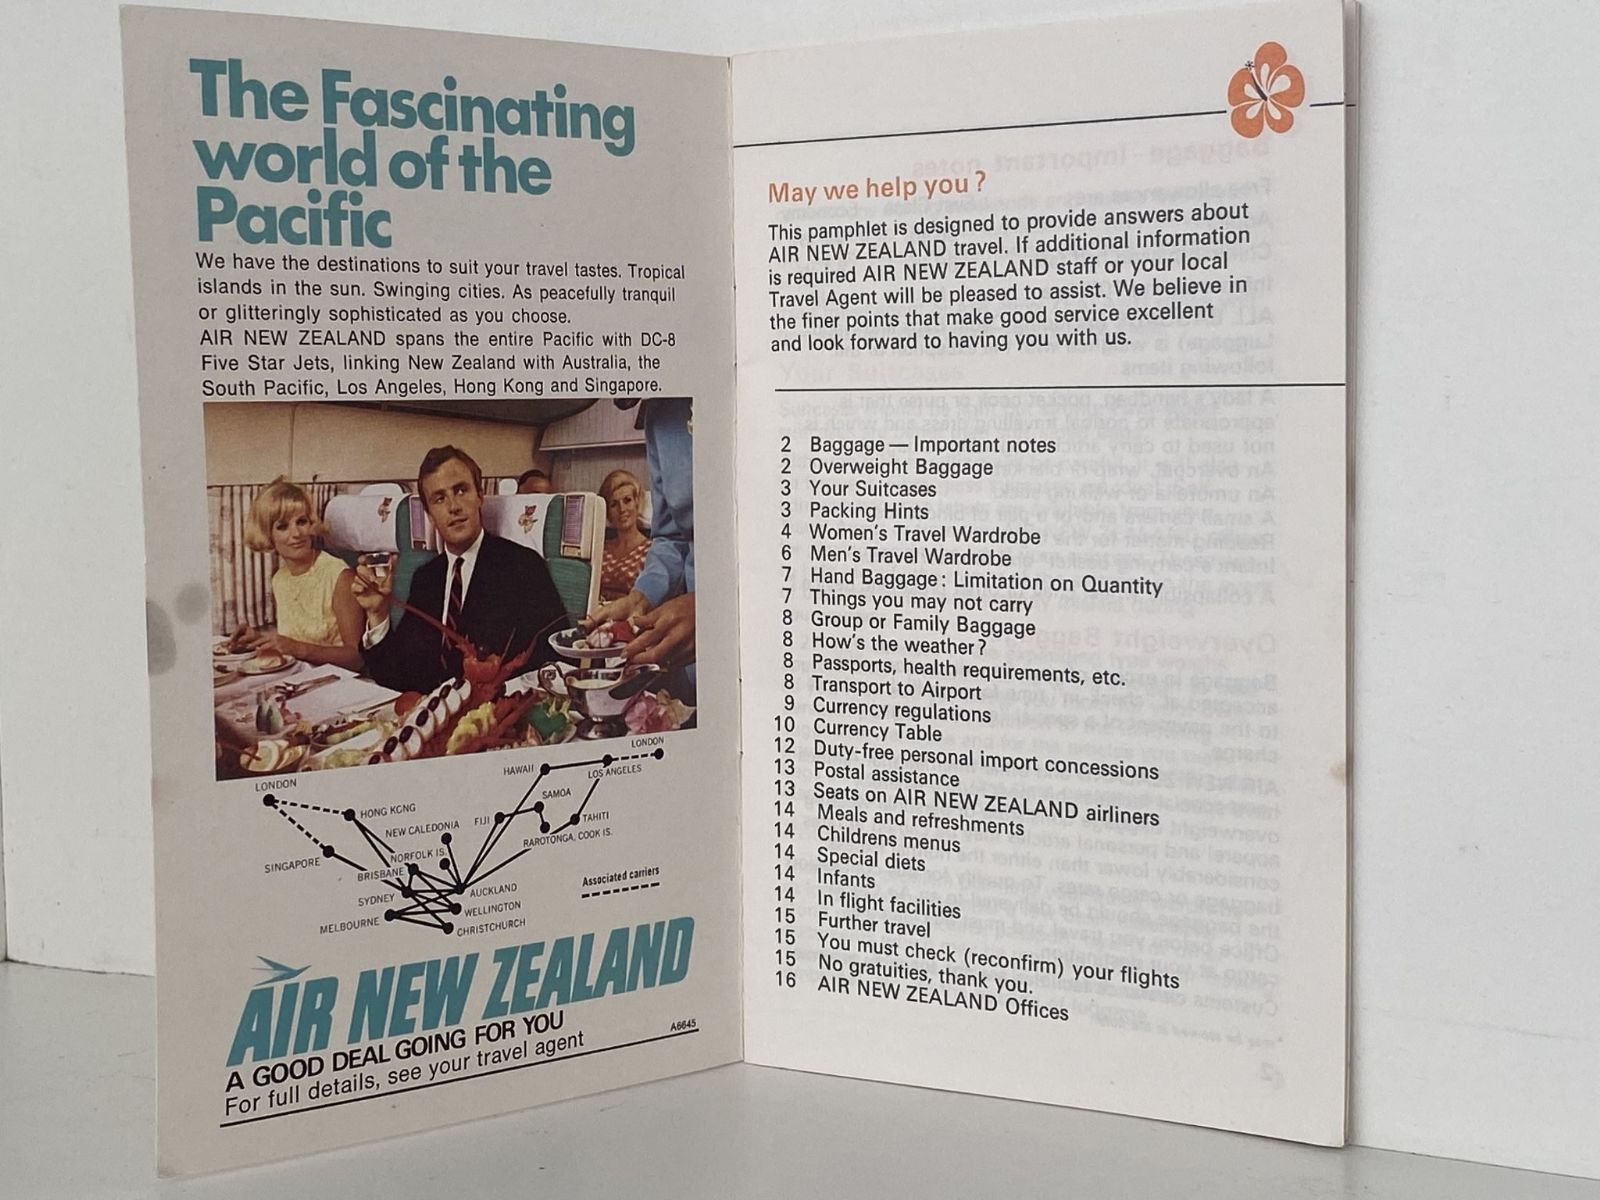 The Fascinating
world of the
Pacific
We have the destinations to suit your travel tastes. Tropical
islands in the sun. Swinging cities. As peacefully tranquil
or glitteringly sophisticated as you choose.
AIR NEW ZEALAND spans the entire Pacific with DC-8
Five Star Jets, linking New Zealand with Australia, the
South Pacific, Los Angeles, Hong Kong and Singapore.
LONDON
HAWAII
LOS ANGELES
LONDON
HONG KONG
SAMOA
NEW CALEDONIA
FIJI
TAHITI
RAROTONGA, COOK IS.
SINGAPORE
NORFOLK IS.
BRISBANE
SYDNEY
AUCKLAND
Associated carriers
MELBOURNE
WELLINGTON
CHRISTCHURCH
AIR NEW ZEALAND
A GOOD DEAL GOING FOR YOU
For full details, see your travel agent
A6645
May we help you?
This pamphlet is designed to provide answers about
AIR NEW ZEALAND travel. If additional information
is required AIR NEW ZEALAND staff or your local
Travel Agent will be pleased to assist. We believe in
the finer points that make good service excellent
and look forward to having you with us.
2 Baggage — Important notes
2 Overweight Baggage
3 Your Suitcases
3 Packing Hints
4 Women's Travel Wardrobe
6 Men's Travel Wardrobe
7 Hand Baggage: Limitation on Quantity
7 Things you may not carry
8 Group or Family Baggage
8 How's the weather?
8 Passports, health requirements, etc.
8 Transport to Airport
9 Currency regulations
10 Currency Table
12 Duty-free personal import concessions
13 Postal assistance
13 Seats on AIR NEW ZEALAND airliners
14 Meals and refreshments
14 Childrens menus
14 Special diets
14 Infants
14 In flight facilities
15 Further travel
15 You must check (reconfirm) your flights
15 No gratuities, thank you.
16 AIR NEW ZEALAND Offices